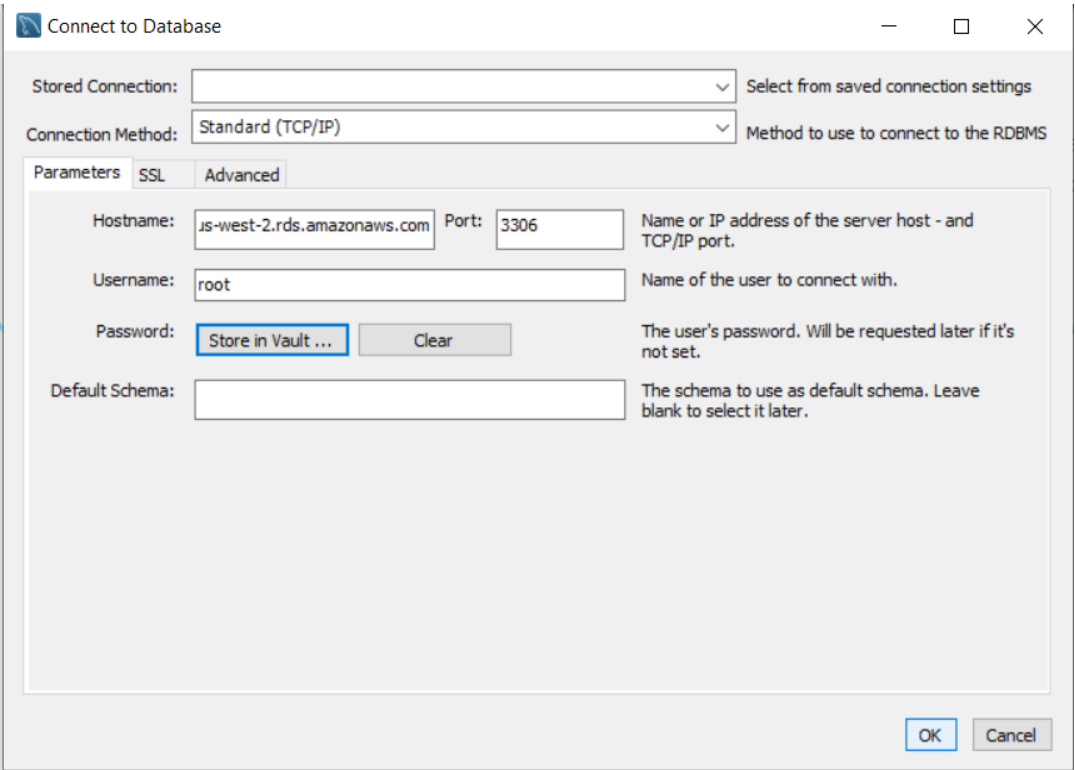 Connect to Database
Stored Connection: Select from saved connection settings
Connection Method: Standard (TCP/IP) Method to use to connect to the RDBMS
Parameters SSL Advanced
Hostname: us-west-2.rds.amazonaws.com Port: 3306 Name or IP address of the server host - and
TCP/IP port.
Username: root Name of the user to connect with.
Password: Store in Vault ... Clear The user's password. Will be requested later if it's
not set.
Default Schema: The schema to use as default schema. Leave
blank to select it later.
OK Cancel